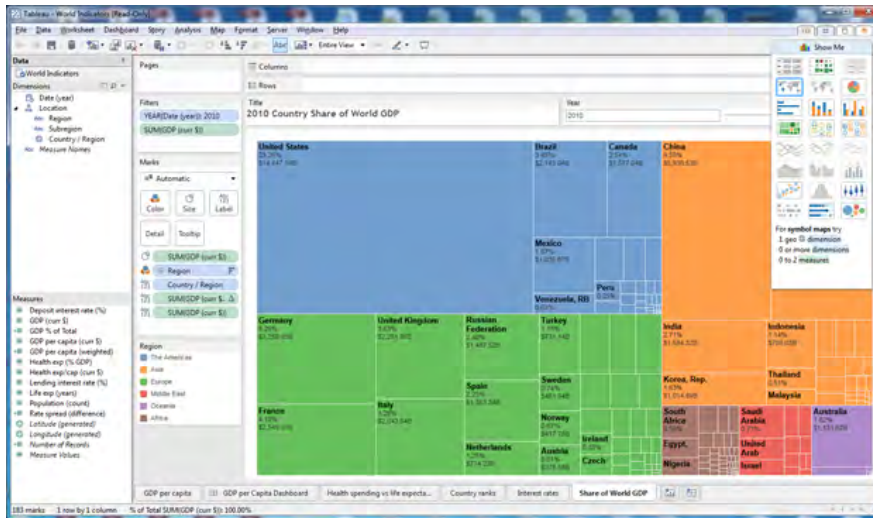 Tableau - World Indicators [Read-Only]
File Data Worksheet Dashboard Story Analysis Map Format Server Window Help
Abc Entire View
Show Me
Data
World Indicators
Dimensions
Date (year)
Location
Abc Region
Abc Subregion
Country / Region
Abc Measure Names
Measures
Deposit interest rate (%)
GDP (curr $)
GDP % of Total
GDP per capita (curr $)
GDP per capita (weighted)
Health exp (% GDP)
Health exp/cap (curr $)
Lending interest rate (%)
Life exp (years)
Population (count)
Rate spread (difference)
Latitude (generated)
Longitude (generated)
Number of Records
Measure Values
Pages
Filters
YEAR(Date (year)): 2010
SUM(GDP (curr $))
Marks
Automatic
Color Size Label
Detail Tooltip
SUM(GDP (curr $))
Region
Country / Region
SUM(GDP (curr $..
SUM(GDP (curr $))
Region
The Americas
Asia
Europe
Middle East
Oceania
Africa
Columns
Rows
Title
2010 Country Share of World GDP
Year
2010
United States
Brazil
Canada
China
Mexico
Peru
Venezuela, RB
Germany
United Kingdom
Russian Federation
Turkey
India
Indonesia
Spain
Sweden
Korea, Rep.
Thailand
Malaysia
France
Italy
Norway
South Africa
Saudi Arabia
Australia
Netherlands
Austria
Ireland
Czech
Egypt,
United Arab
Nigeria
Israel
For symbol maps try
1 geo dimension
0 or more dimensions
0 to 2 measures
GDP per capita GDP per Capita Dashboard Health spending vs life expecta... Country ranks Interest rates Share of World GDP
183 marks 1 row by 1 column % of Total SUM(GDP (curr $)): 100.00%